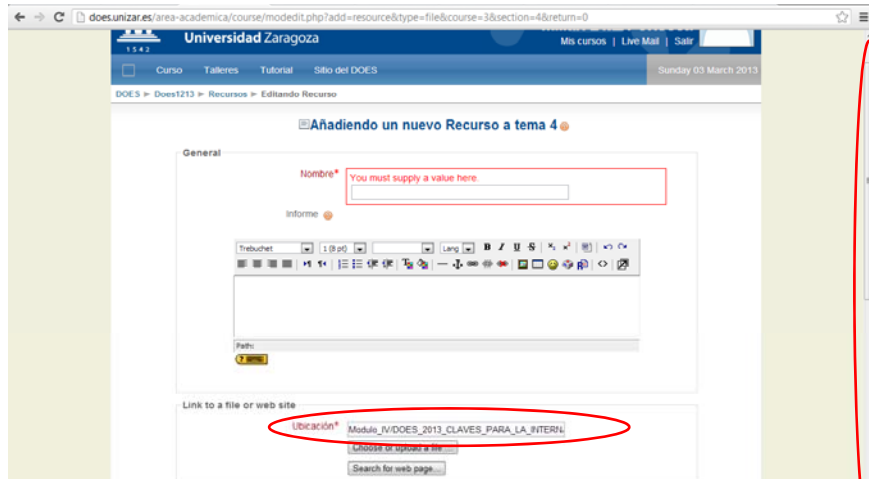 does.unizar.es/area-academica/course/modedit.php?add=resource&type=file&course=3&section=4&return=0
1542
Universidad Zaragoza
Mis cursos | Live Mail | Salir
Curso Talleres Tutorial Sitio del DOES Sunday 03 March 2013
DOES ► Does1213 ► Recursos ► Editando Recurso
Añadiendo un nuevo Recurso a tema 4
General
Nombre* You must supply a value here.
Informe
Trebuchet 1 (8 pt) Lang B I U S
Path:
Link to a file or web site
Ubicación* Modulo_IV/DOES_2013_CLAVES_PARA_LA_INTERN
Choose or upload a file ...
Search for web page...